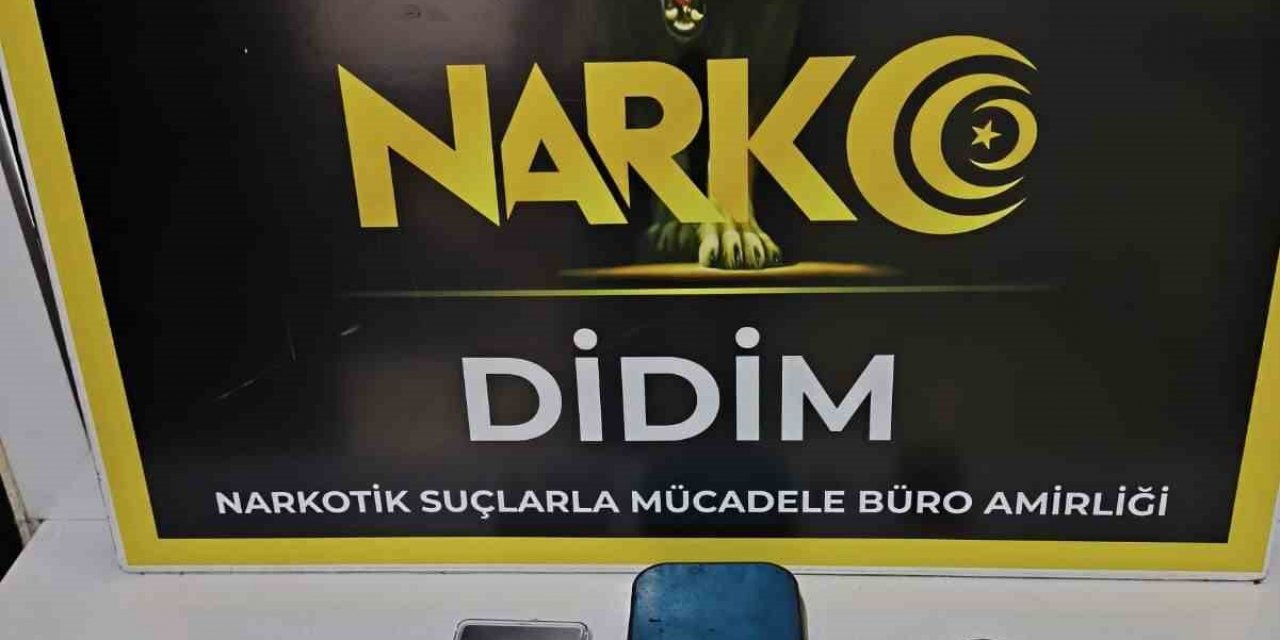 NARKO
DİDİM
NARKOTİK SUÇLARLA MÜCADELE BÜRO AMİRLİĞİ